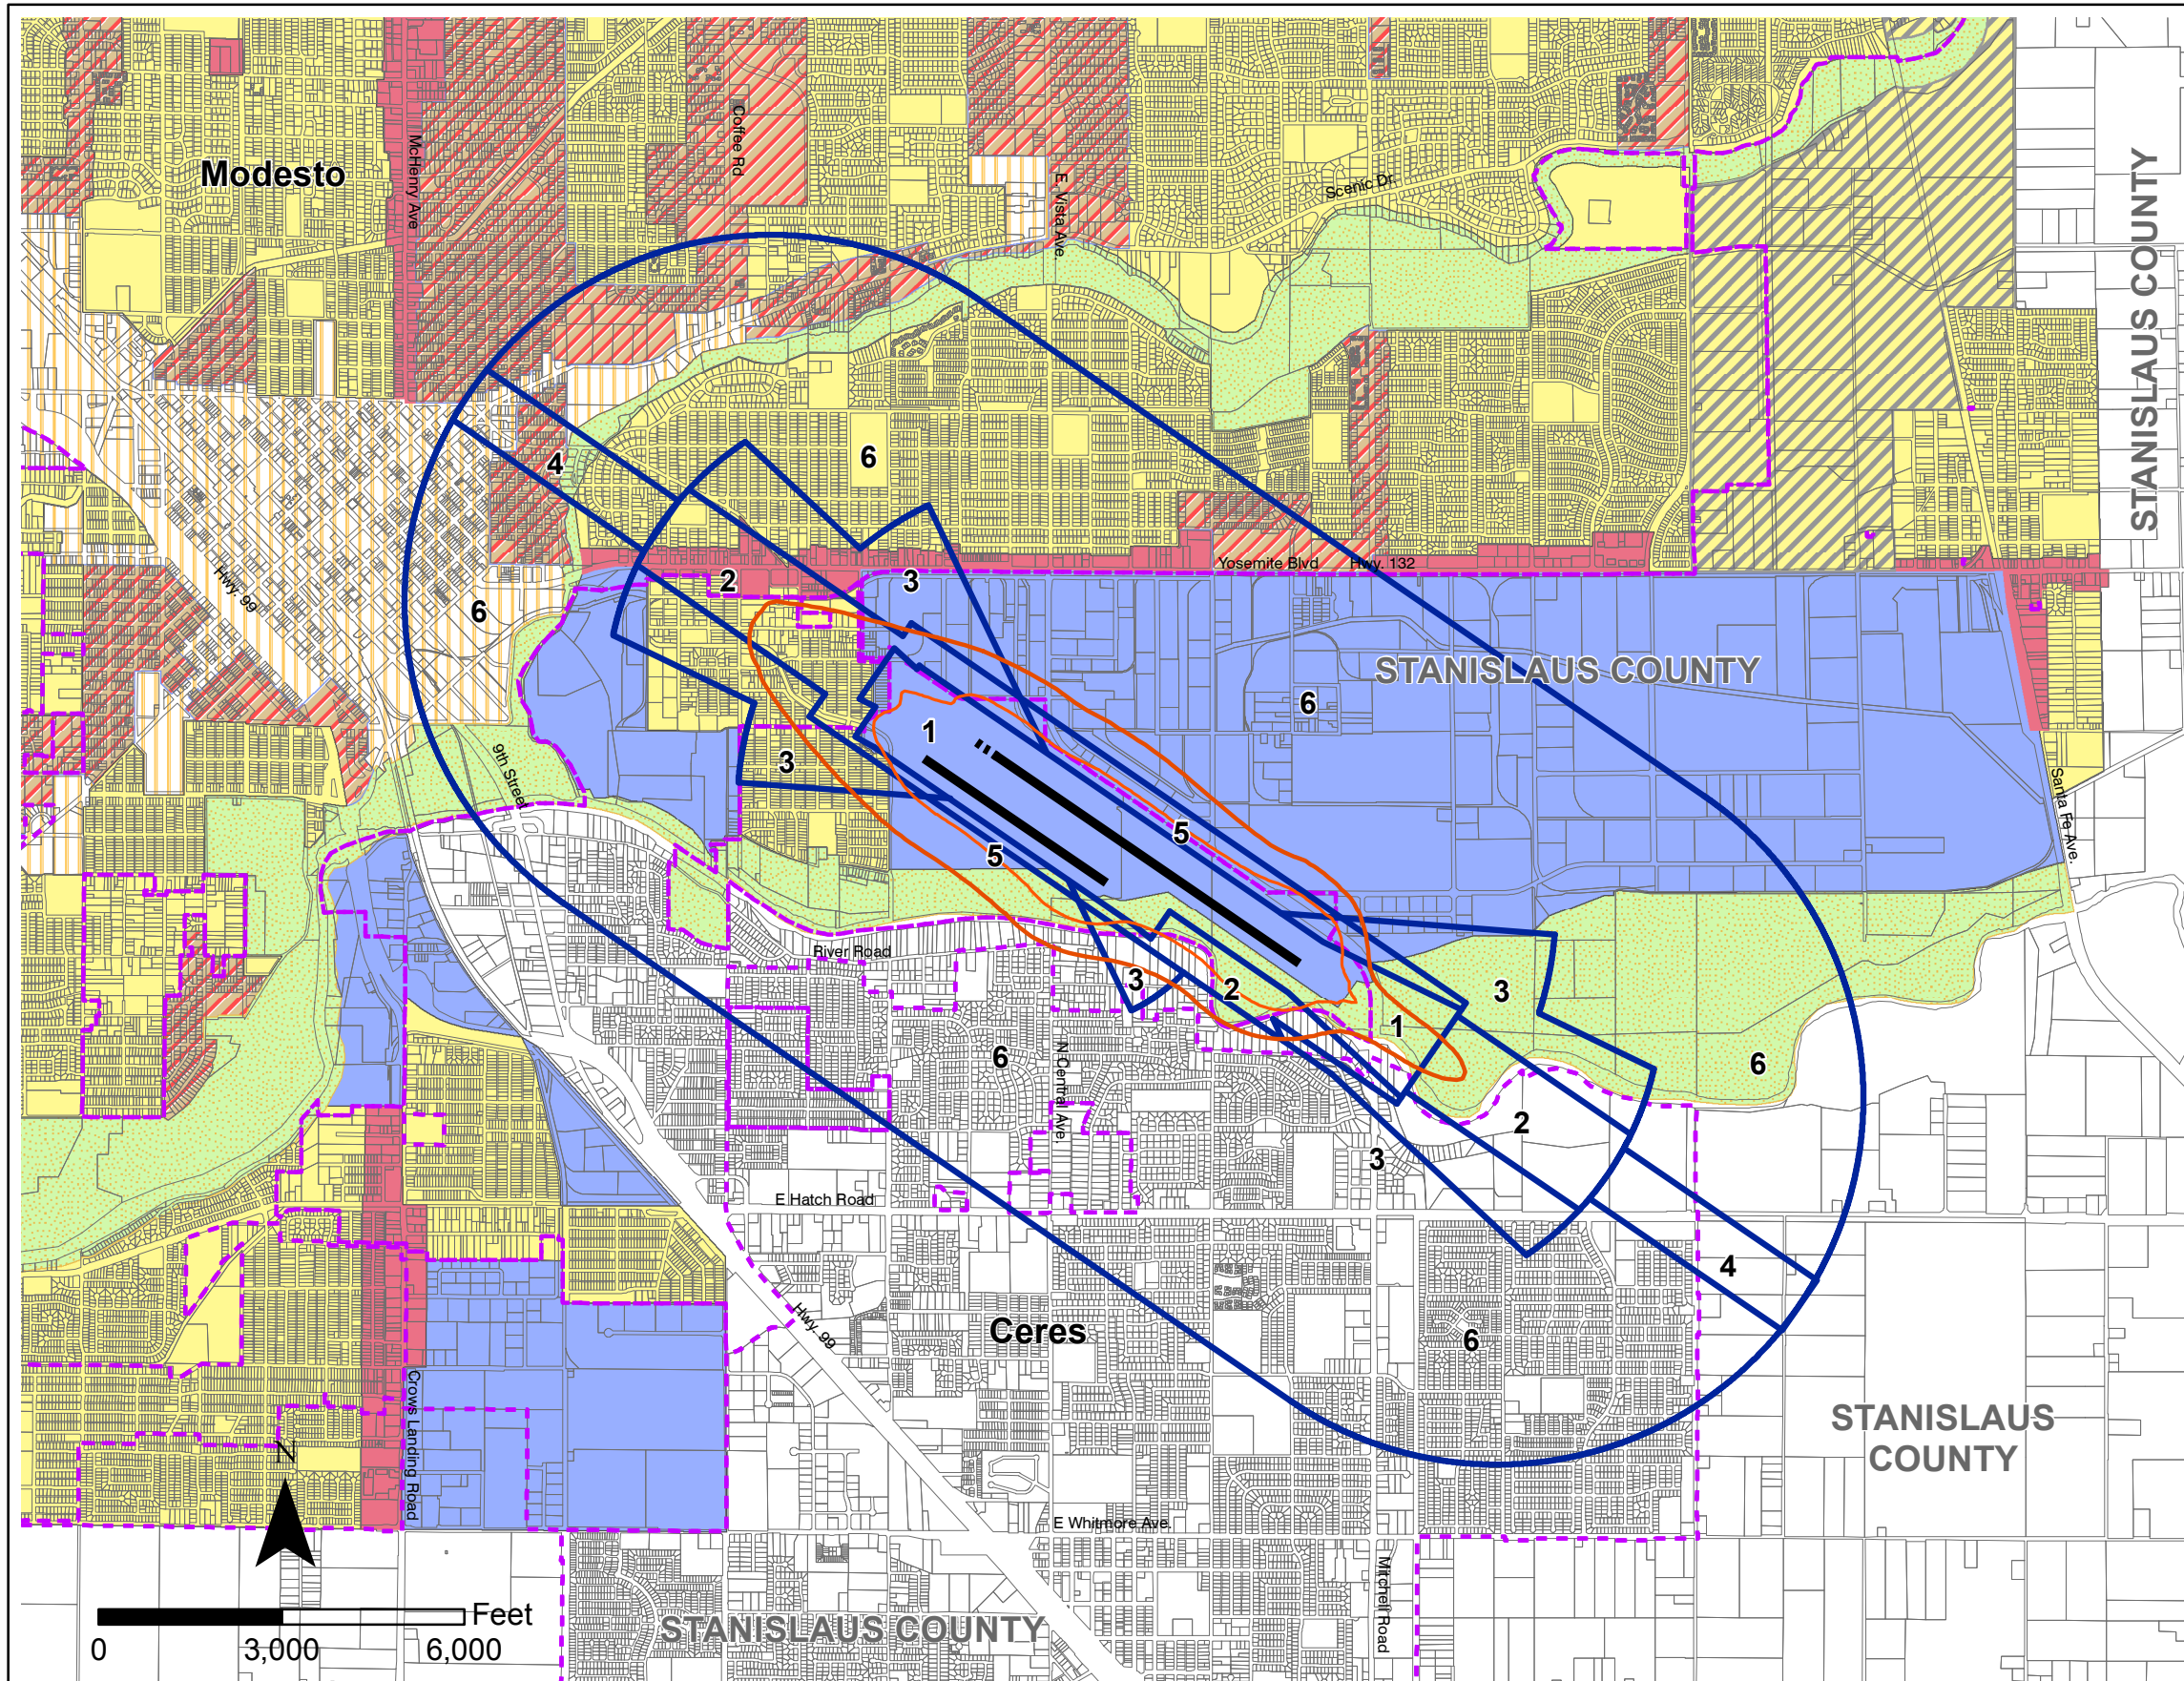 Modesto
McHenry Ave
Coffee Rd
E. Vista Ave.
Scenic Dr.
STANISLAUS COUNTY
4
6
Yosemite Blvd
Hwy. 132
Hwy. 99
2
3
6
STANISLAUS COUNTY
6
1
3
9th Street
5
5
Santa Fe Ave.
River Road
3
2
3
1
6
6
N Central Ave.
2
3
E Hatch Road
4
Hwy. 99
Ceres
6
Crows Landing Road
STANISLAUS
COUNTY
N
E Whitmore Ave.
Mitchell Road
STANISLAUS COUNTY
Feet
0
3,000
6,000